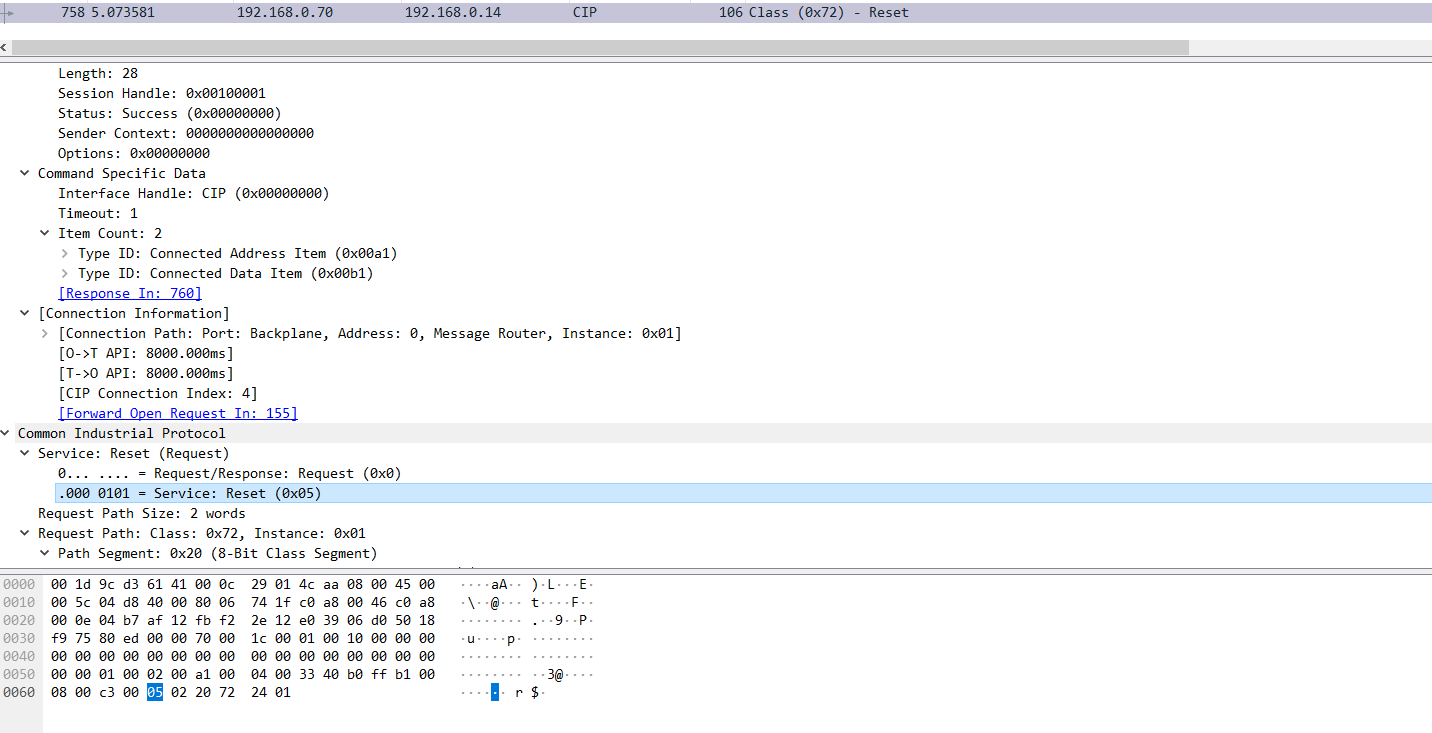 758 5.073581 192.168.0.70 192.168.0.14 CIP 106 Class (0x72) - Reset
Length: 28
Session Handle: 0x00100001
Status: Success (0x00000000)
Sender Context: 0000000000000000
Options: 0x00000000
Command Specific Data
Interface Handle: CIP (0x00000000)
Timeout: 1
Item Count: 2
Type ID: Connected Address Item (0x00a1)
Type ID: Connected Data Item (0x00b1)
[Response In: 760]
[Connection Information]
[Connection Path: Port: Backplane, Address: 0, Message Router, Instance: 0x01]
[O->T API: 8000.000ms]
[T->O API: 8000.000ms]
[CIP Connection Index: 4]
[Forward Open Request In: 155]
Common Industrial Protocol
Service: Reset (Request)
0... .... = Request/Response: Request (0x0)
.000 0101 = Service: Reset (0x05)
Request Path Size: 2 words
Request Path: Class: 0x72, Instance: 0x01
Path Segment: 0x20 (8-Bit Class Segment)
0000 00 1d 9c d3 61 41 00 0c 29 01 4c aa 08 00 45 00 ····aA·· )·L···E·
0010 00 5c 04 d8 40 00 80 06 74 1f c0 a8 00 46 c0 a8 ·\··@··· t····F··
0020 00 0e 04 b7 af 12 fb f2 2e 12 e0 39 06 d0 50 18 ········ .··9··P·
0030 f9 75 80 ed 00 00 70 00 1c 00 01 00 10 00 00 00 ·u····p· ········
0040 00 00 00 00 00 00 00 00 00 00 00 00 00 00 00 00 ········ ········
0050 00 00 01 00 02 00 a1 00 04 00 33 40 b0 ff b1 00 ········ ··3@····
0060 08 00 c3 00 05 02 20 72 24 01 ······ r $·